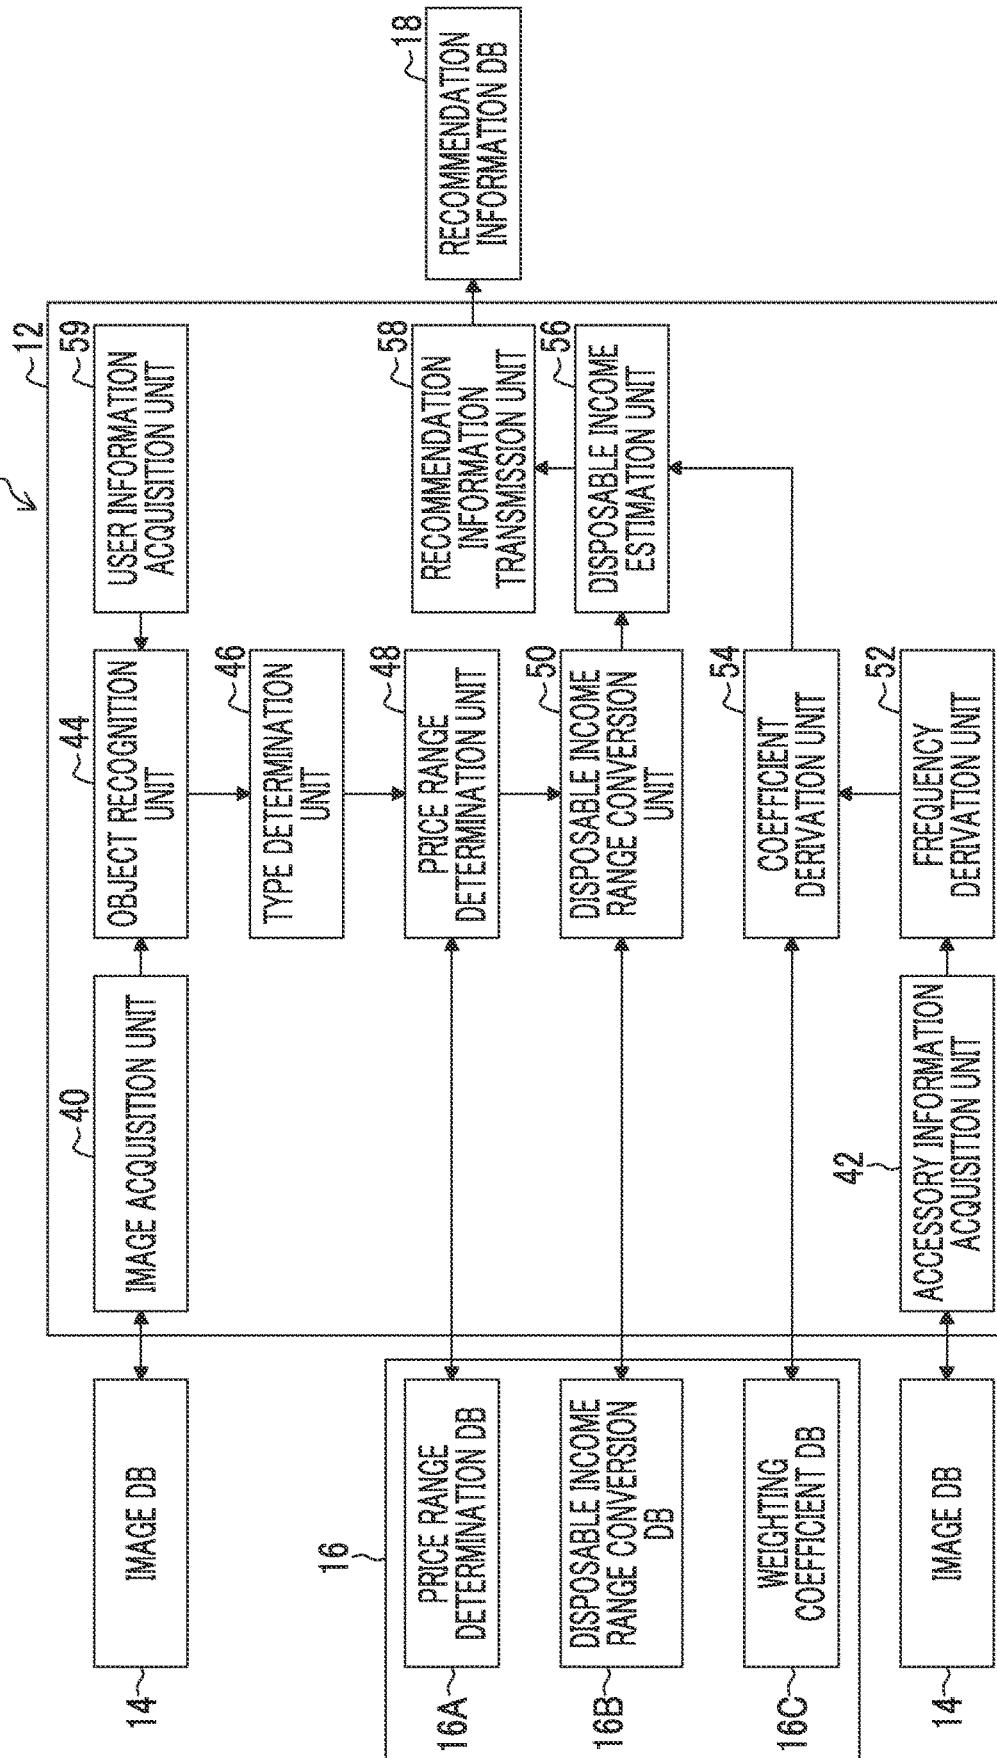 12
IMAGE DB
14
40
IMAGE ACQUISITION UNIT
44
OBJECT RECOGNITION
UNIT
59
USER INFORMATION
ACQUISITION UNIT
46
TYPE DETERMINATION
UNIT
16
PRICE RANGE
DETERMINATION DB
16A
48
PRICE RANGE
DETERMINATION UNIT
58
RECOMMENDATION
INFORMATION
TRANSMISSION UNIT
18
RECOMMENDATION
INFORMATION DB
DISPOSABLE INCOME
RANGE CONVERSION
DB
16B
50
DISPOSABLE INCOME
RANGE CONVERSION
UNIT
56
DISPOSABLE INCOME
ESTIMATION UNIT
WEIGHTING
COEFFICIENT DB
16C
54
COEFFICIENT
DERIVATION UNIT
IMAGE DB
14
42
ACCESSORY INFORMATION
ACQUISITION UNIT
52
FREQUENCY
DERIVATION UNIT